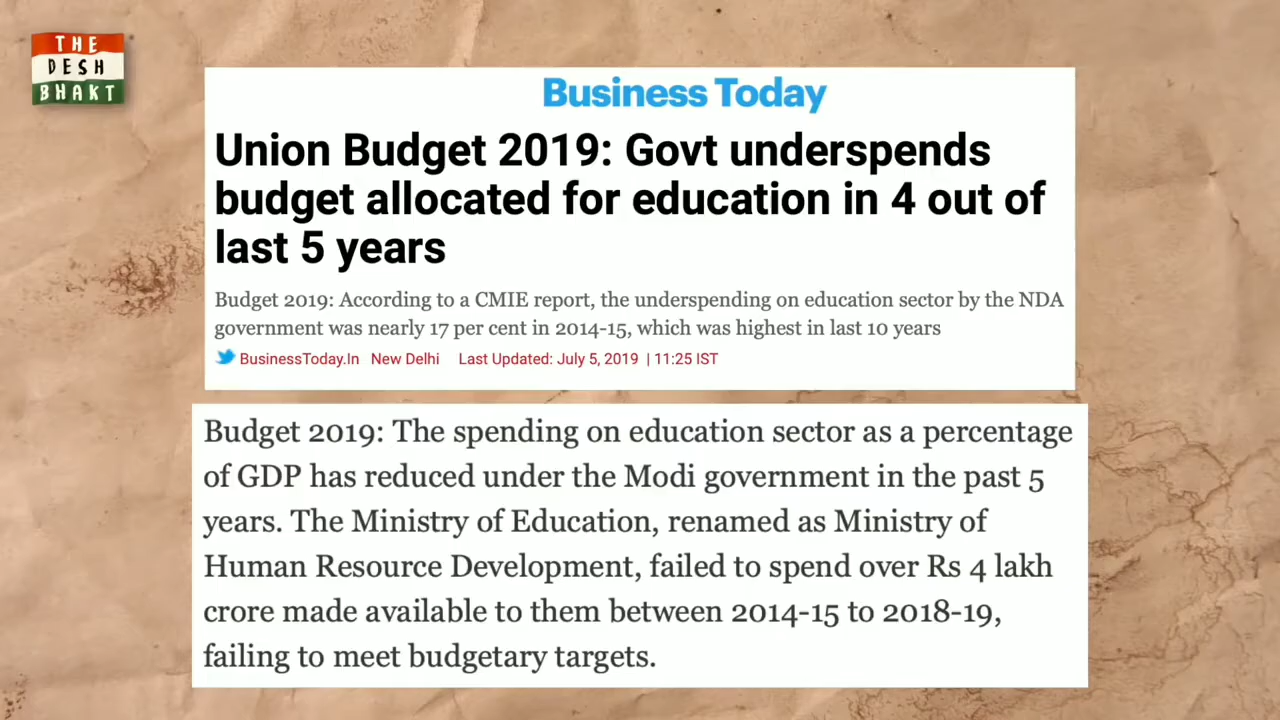 THE
DESH
BHAKT
Business Today
Union Budget 2019: Govt underspends
budget allocated for education in 4 out of
last 5 years
Budget 2019: According to a CMIE report, the underspending on education sector by the NDA
government was nearly 17 per cent in 2014-15, which was highest in last 10 years
BusinessToday.In New Delhi Last Updated: July 5, 2019 | 11:25 IST
Budget 2019: The spending on education sector as a percentage
of GDP has reduced under the Modi government in the past 5
years. The Ministry of Education, renamed as Ministry of
Human Resource Development, failed to spend over Rs 4 lakh
crore made available to them between 2014-15 to 2018-19,
failing to meet budgetary targets.